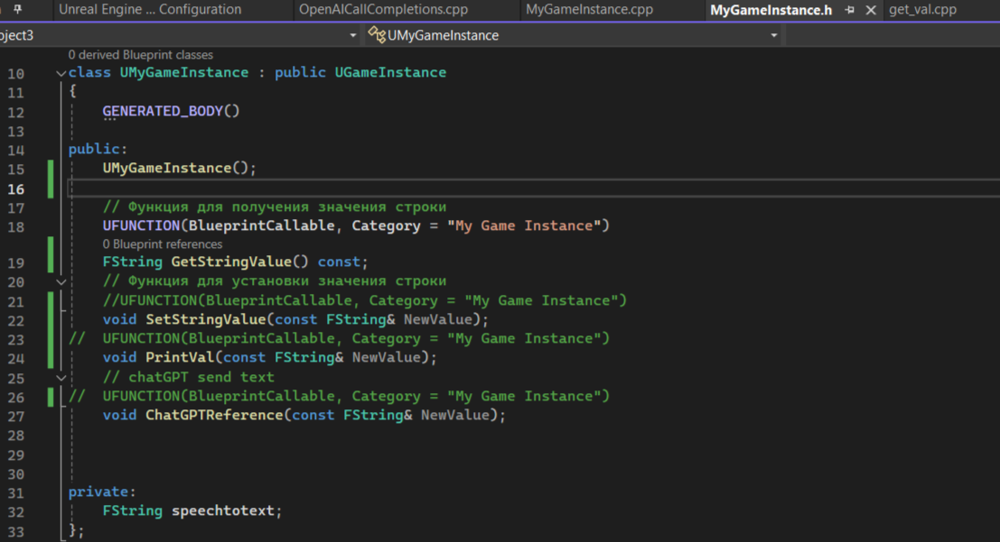 Unreal Engine ... Configuration
OpenAICallCompletions.cpp
MyGameInstance.cpp
MyGameInstance.h
get_val.cpp
oject3
UMyGameInstance
0 derived Blueprint classes
10 class UMyGameInstance : public UGameInstance
11 {
12 GENERATED_BODY()
13
14 public:
15 UMyGameInstance();
16
17 // Функция для получения значения строки
18 UFUNCTION(BlueprintCallable, Category = "My Game Instance")
0 Blueprint references
19 FString GetStringValue() const;
20 // Функция для установки значения строки
21 //UFUNCTION(BlueprintCallable, Category = "My Game Instance")
22 void SetStringValue(const FString& NewValue);
23 // UFUNCTION(BlueprintCallable, Category = "My Game Instance")
24 void PrintVal(const FString& NewValue);
25 // chatGPT send text
26 // UFUNCTION(BlueprintCallable, Category = "My Game Instance")
27 void ChatGPTReference(const FString& NewValue);
28
29
30
31 private:
32 FString speechtotext;
33 };